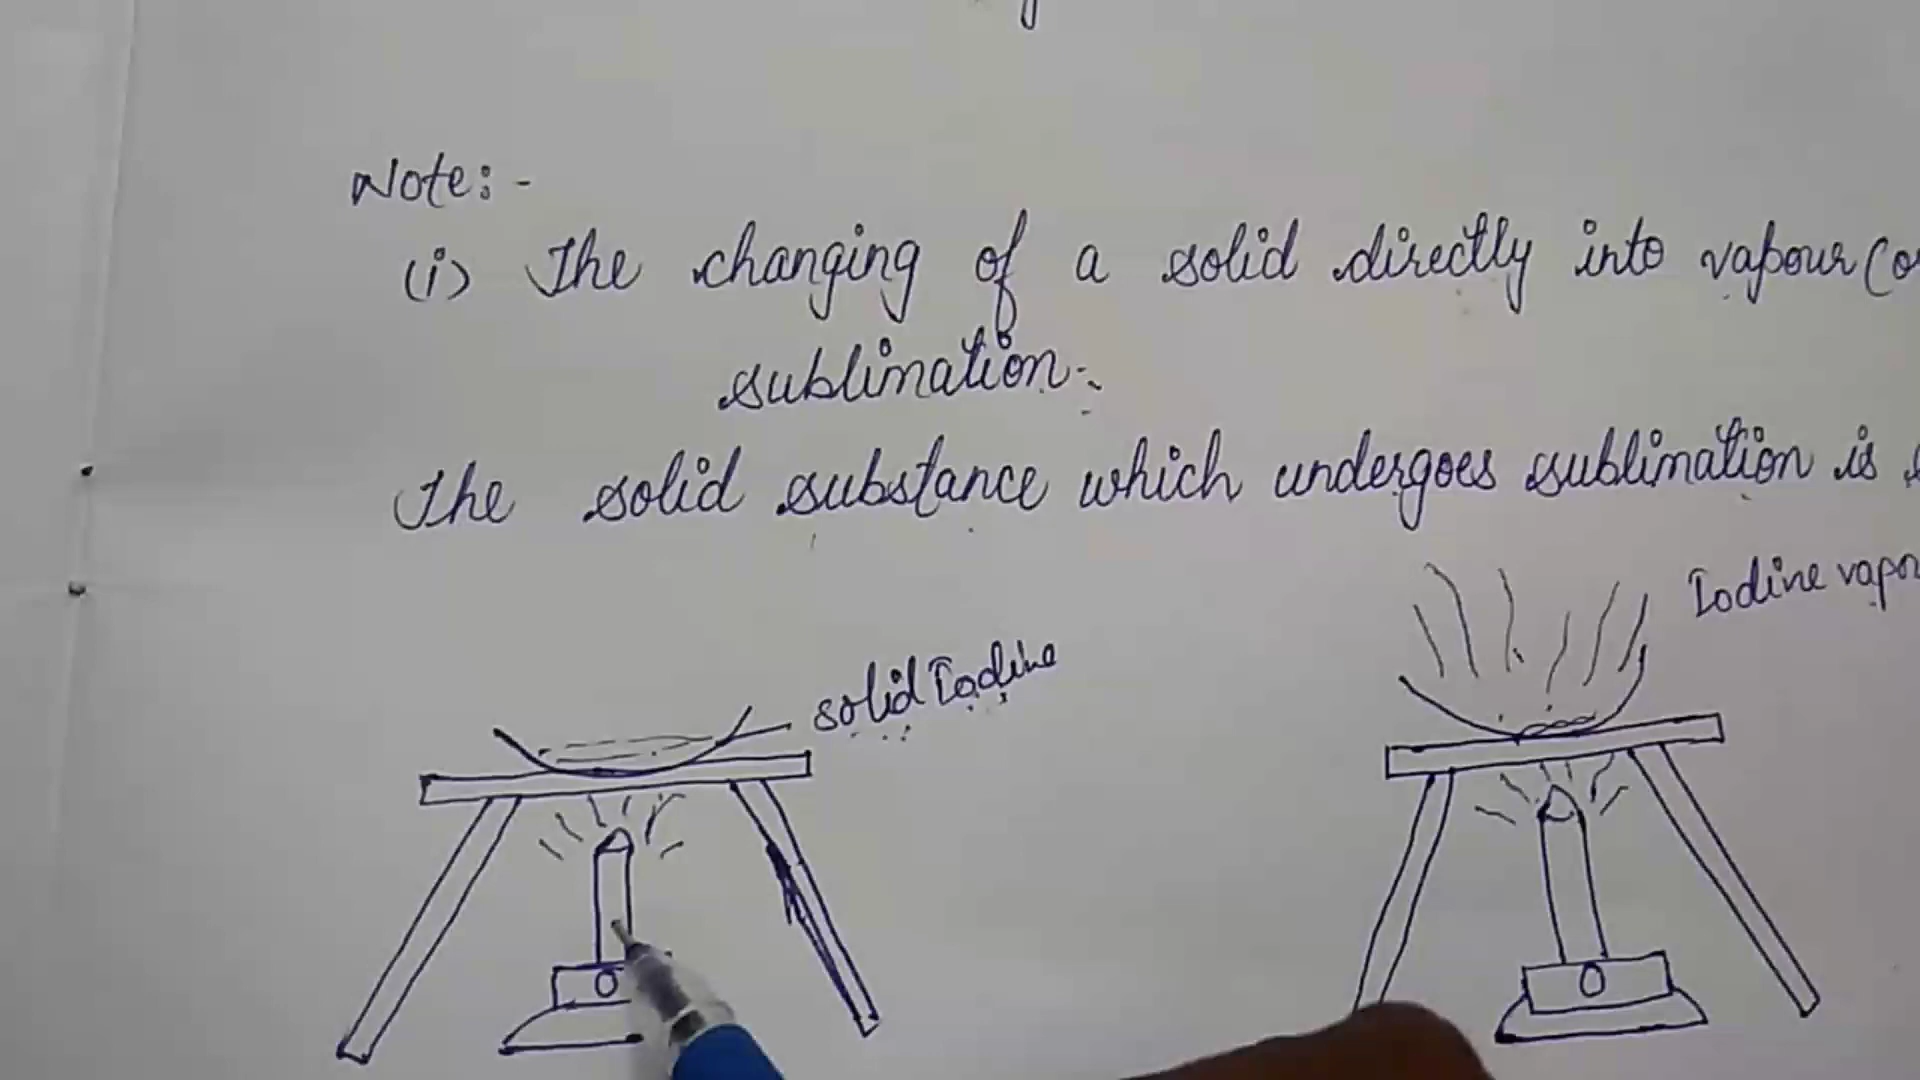 Note:-
(i) The changing of a solid directly into vapour (o
sublimation.
The solid substance which undergoes sublimation is
Iodine vapo
solid Iodine